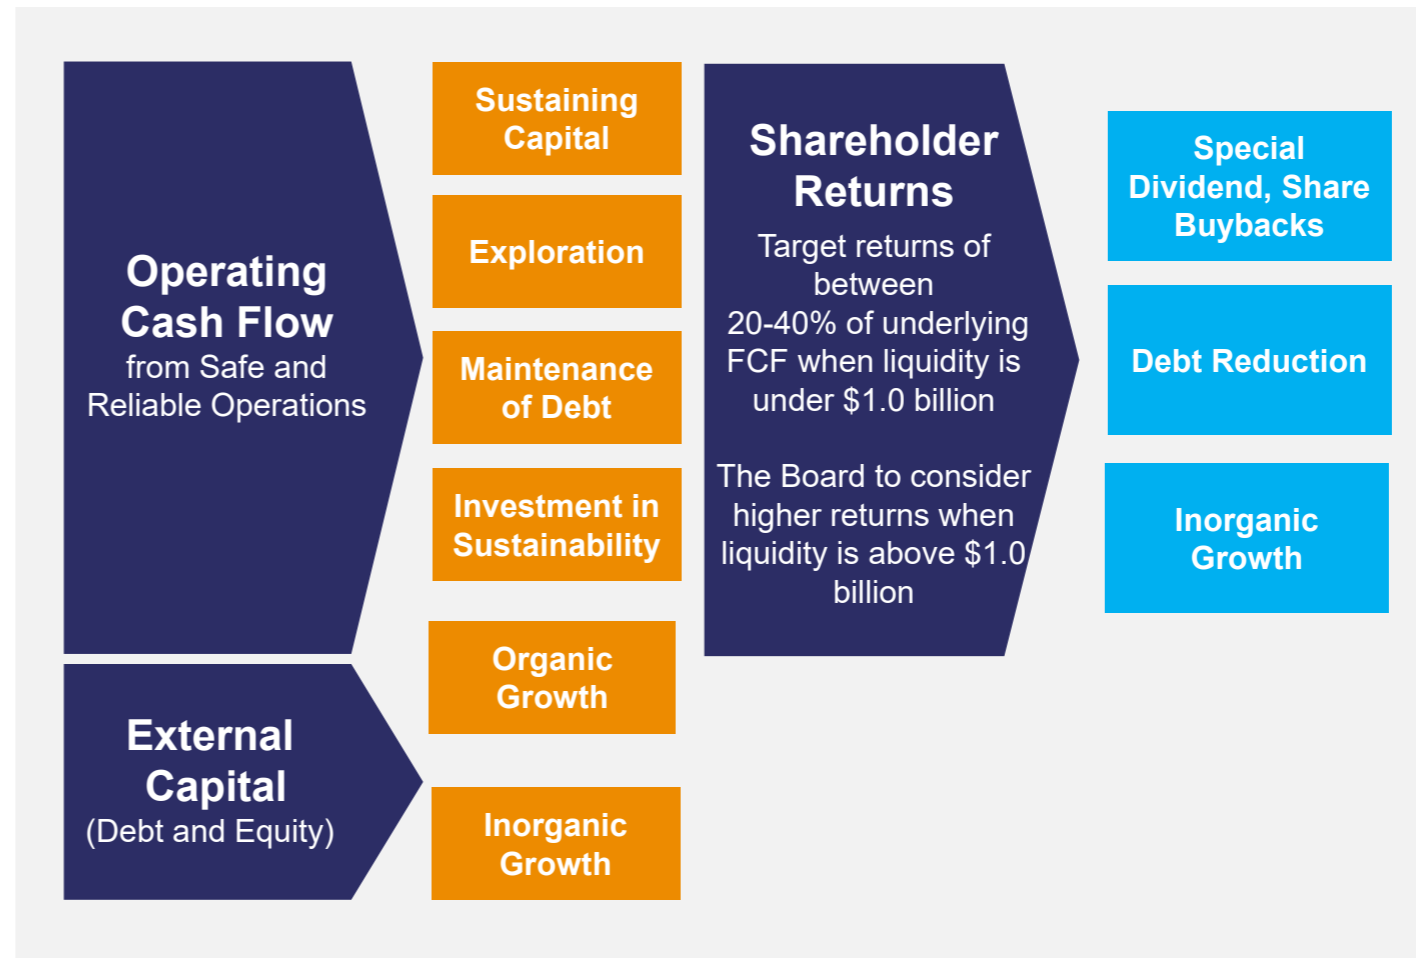 Operating
Cash Flow
from Safe and
Reliable Operations
External
Capital
(Debt and Equity)
Sustaining
Capital
Exploration
Maintenance
of Debt
Investment in
Sustainability
Organic
Growth
Inorganic
Growth
Shareholder
Returns
Target returns of
between
20-40% of underlying
FCF when liquidity is
under $1.0 billion
The Board to consider
higher returns when
liquidity is above $1.0
billion
Special
Dividend, Share
Buybacks
Debt Reduction
Inorganic
Growth